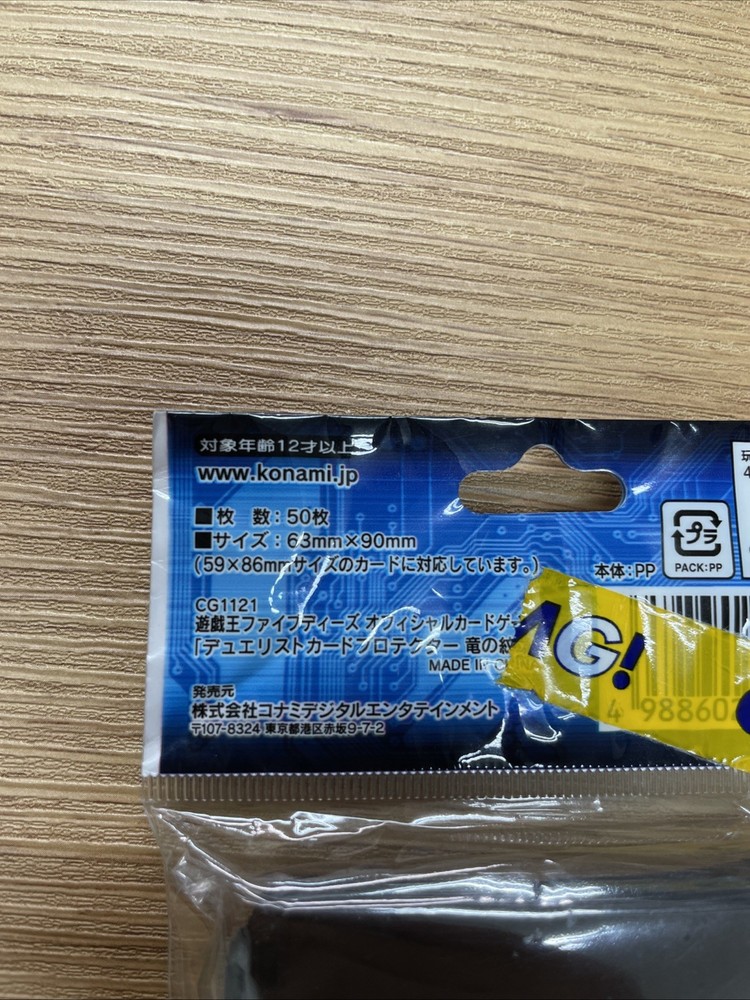 対象年齢12才以上
www.konami.jp
■枚 数：50枚
■サイズ：63mm×90mm
(59×86mmサイズのカードに対応しています。)
本体：PP
プラ
PACK:PP
玩
4
CG1121
遊戯王ファイブディーズ オフィシャルカードゲー
「デュエリストカードプロテクター 竜の紋
MADE IN CHINA
G!
4 988602
発売元
株式会社コナミデジタルエンタテインメント
〒107-8324 東京都港区赤坂9-7-2